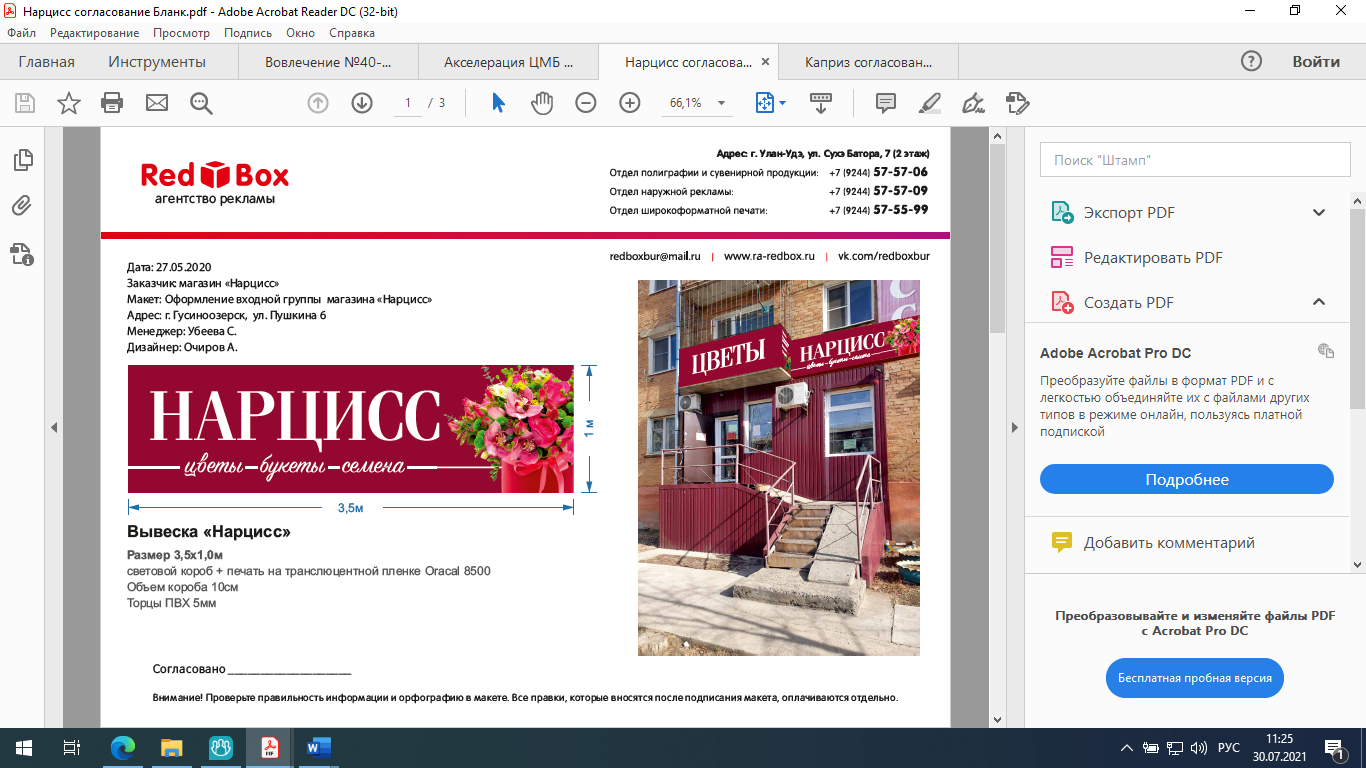 Нарцисс согласование Бланк.pdf - Adobe Acrobat Reader DC (32-bit)
Файл Редактирование Просмотр Подпись Окно Справка
Главная Инструменты Вовлечение №40-... Акселерация ЦМБ ... Нарцисс согласова... Каприз согласован... Войти
1 / 3 66,1%
Red Box
агентство рекламы
Адрес: г. Улан-Удэ, ул. Сухэ Батора, 7 (2 этаж)
Отдел полиграфии и сувенирной продукции: +7 (9244) 57-57-06
Отдел наружной рекламы: +7 (9244) 57-57-09
Отдел широкоформатной печати: +7 (9244) 57-55-99
redboxbur@mail.ru | www.ra-redbox.ru | vk.com/redboxbur
Дата: 27.05.2020
Заказчик: магазин «Нарцисс»
Макет: Оформление входной группы магазина «Нарцисс»
Адрес: г. Гусиноозерск, ул. Пушкина 6
Менеджер: Убеева С.
Дизайнер: Очиров А.
НАРЦИСС
цветы-букеты-семена
1 м
3,5м
Вывеска «Нарцисс»
Размер 3,5х1,0м
световой короб + печать на транслюцентной пленке Oracal 8500
Объем короба 10см
Торцы ПВХ 5мм
ЦВЕТЫ
НАРЦИСС
цветы-букеты-семена
Согласовано ____________________
Внимание! Проверьте правильность информации и орфографию в макете. Все правки, которые вносятся после подписания макета, оплачиваются отдельно.
Поиск "Штамп"
Экспорт PDF
Редактировать PDF
Создать PDF
Adobe Acrobat Pro DC
Преобразуйте файлы в формат PDF и с
легкостью объединяйте их с файлами других
типов в режиме онлайн, пользуясь платной
подпиской
Подробнее
Добавить комментарий
Преобразовывайте и изменяйте файлы PDF
с Acrobat Pro DC
Бесплатная пробная версия
РУС
11:25
30.07.2021
1